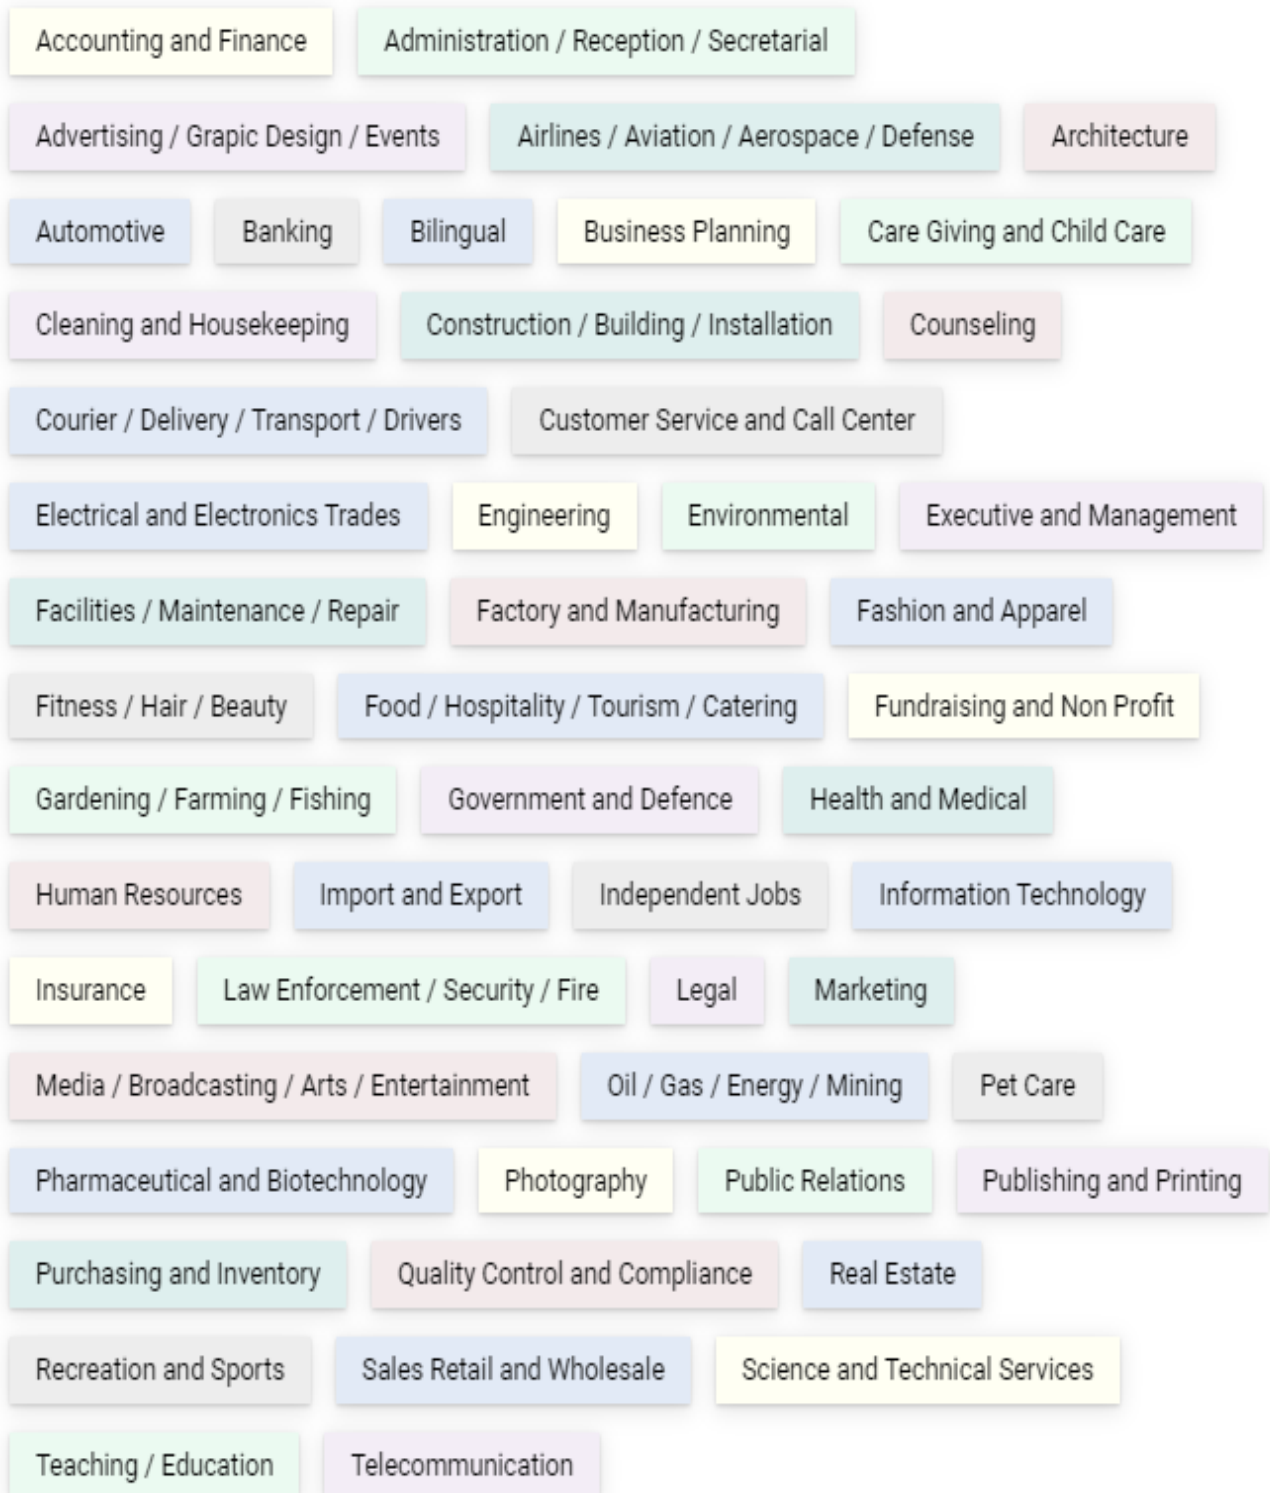 Accounting and Finance Administration / Reception / Secretarial
Advertising / Grapic Design / Events Airlines / Aviation / Aerospace / Defense Architecture
Automotive Banking Bilingual Business Planning Care Giving and Child Care
Cleaning and Housekeeping Construction / Building / Installation Counseling
Courier / Delivery / Transport / Drivers Customer Service and Call Center
Electrical and Electronics Trades Engineering Environmental Executive and Management
Facilities / Maintenance / Repair Factory and Manufacturing Fashion and Apparel
Fitness / Hair / Beauty Food / Hospitality / Tourism / Catering Fundraising and Non Profit
Gardening / Farming / Fishing Government and Defence Health and Medical
Human Resources Import and Export Independent Jobs Information Technology
Insurance Law Enforcement / Security / Fire Legal Marketing
Media / Broadcasting / Arts / Entertainment Oil / Gas / Energy / Mining Pet Care
Pharmaceutical and Biotechnology Photography Public Relations Publishing and Printing
Purchasing and Inventory Quality Control and Compliance Real Estate
Recreation and Sports Sales Retail and Wholesale Science and Technical Services
Teaching / Education Telecommunication